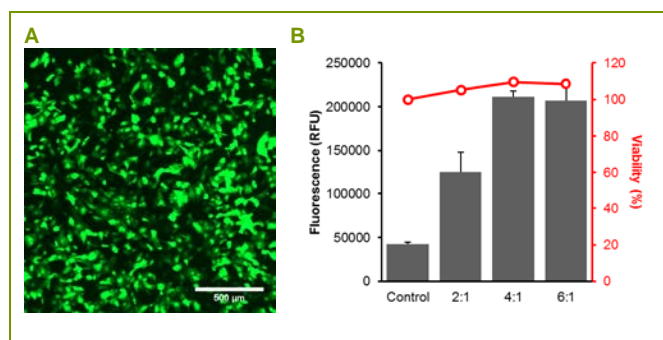 A
500 µm
B
Fluorescence (RFU)
250000
200000
150000
100000
50000
0
Control 2:1 4:1 6:1
120
100
80
60
40
20
0
Viability (%)